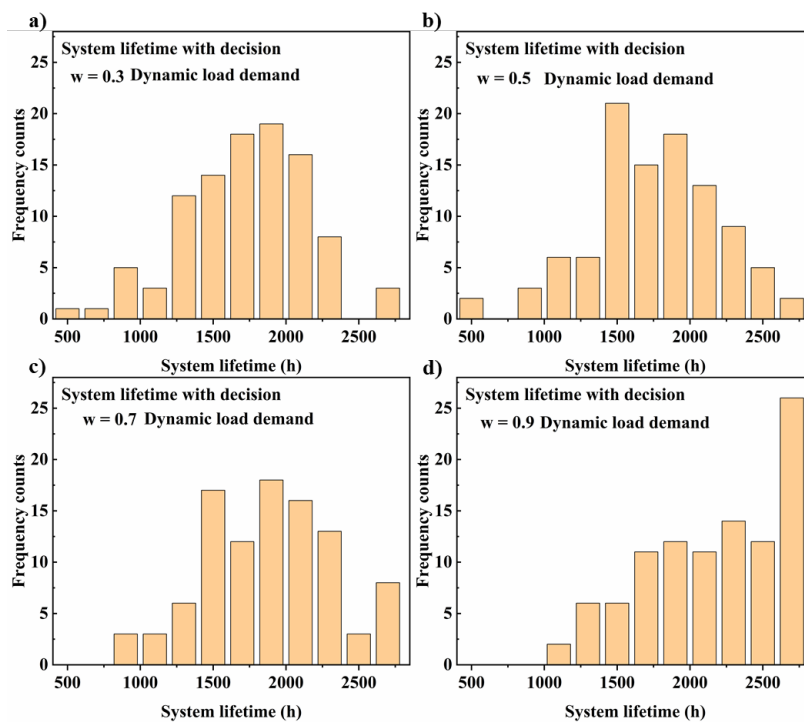 a)
System lifetime with decision
w = 0.3 Dynamic load demand
Frequency counts
25
20
15
10
5
0
500 1000 1500 2000 2500
System lifetime (h)
b)
System lifetime with decision
w = 0.5 Dynamic load demand
Frequency counts
25
20
15
10
5
0
500 1000 1500 2000 2500
System lifetime (h)
c)
System lifetime with decision
w = 0.7 Dynamic load demand
Frequency counts
25
20
15
10
5
0
500 1000 1500 2000 2500
System lifetime (h)
d)
System lifetime with decision
w = 0.9 Dynamic load demand
Frequency counts
25
20
15
10
5
0
500 1000 1500 2000 2500
System lifetime (h)